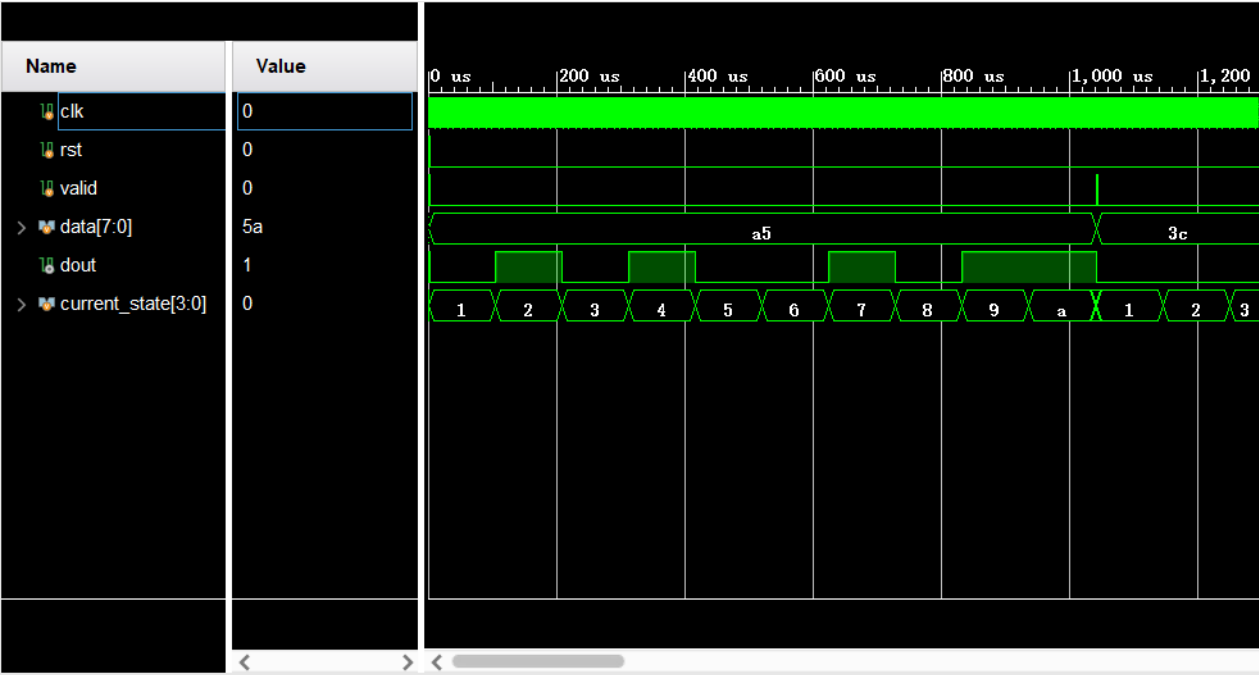 Name Value
0 us 200 us 400 us 600 us 800 us 1,000 us 1,200
clk 0
rst 0
valid 0
data[7:0] 5a a5 3c
dout 1
current_state[3:0] 0 1 2 3 4 5 6 7 8 9 a 1 2 3